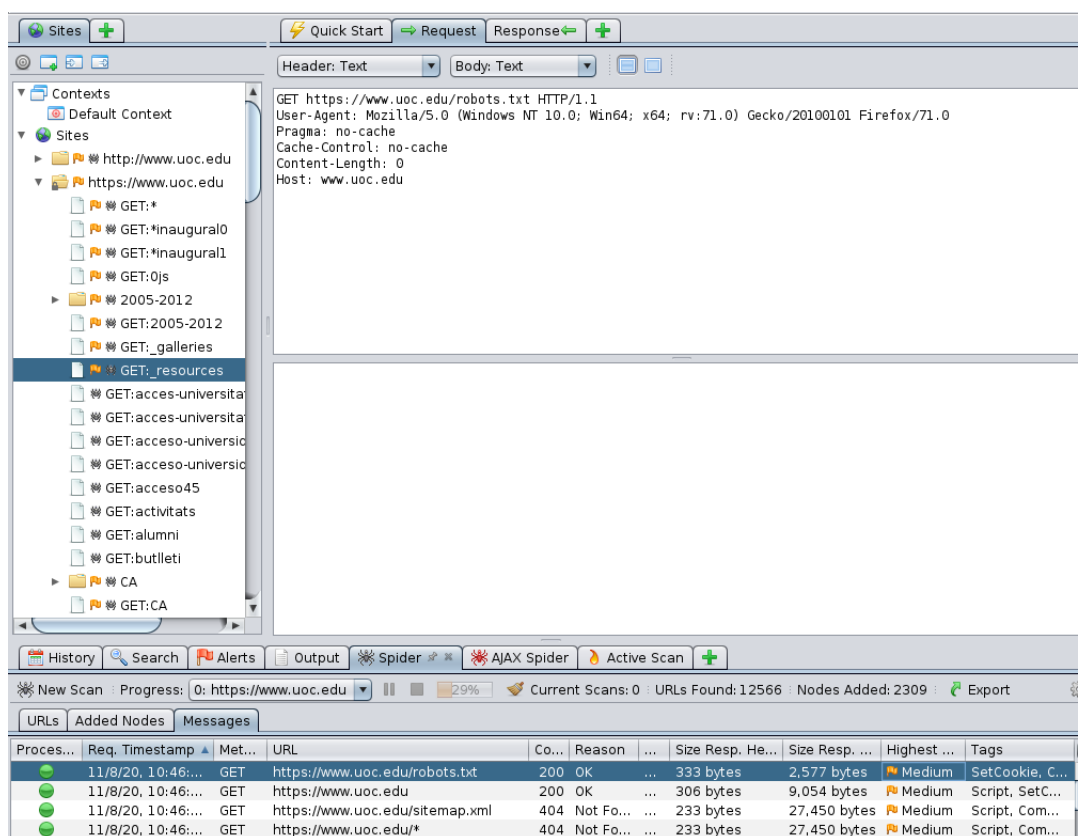 Sites
Quick Start Request Response
Header: Text Body: Text
Contexts
Default Context
Sites
http://www.uoc.edu
https://www.uoc.edu
GET:*
GET:*inaugural0
GET:*inaugural1
GET:0js
2005-2012
GET:2005-2012
GET:_galleries
GET:_resources
GET:acces-universita
GET:acces-universita
GET:acceso-universid
GET:acceso-universid
GET:acceso45
GET:activitats
GET:alumni
GET:butlleti
CA
GET:CA
GET https://www.uoc.edu/robots.txt HTTP/1.1
User-Agent: Mozilla/5.0 (Windows NT 10.0; Win64; x64; rv:71.0) Gecko/20100101 Firefox/71.0
Pragma: no-cache
Cache-Control: no-cache
Content-Length: 0
Host: www.uoc.edu
History Search Alerts Output Spider AJAX Spider Active Scan
New Scan Progress: 0: https://www.uoc.edu 29% Current Scans: 0 URLs Found: 12566 Nodes Added: 2309 Export
URLs Added Nodes Messages
Proces... Req. Timestamp Met... URL Co... Reason ... Size Resp. He... Size Resp. ... Highest ... Tags
11/8/20, 10:46:... GET https://www.uoc.edu/robots.txt 200 OK ... 333 bytes 2,577 bytes Medium SetCookie, C...
11/8/20, 10:46:... GET https://www.uoc.edu 200 OK ... 306 bytes 9,054 bytes Medium Script, SetC...
11/8/20, 10:46:... GET https://www.uoc.edu/sitemap.xml 404 Not Fo... ... 233 bytes 27,450 bytes Medium Script, Com...
11/8/20, 10:46:... GET https://www.uoc.edu/* 404 Not Fo... ... 233 bytes 27,450 bytes Medium Script, Com...